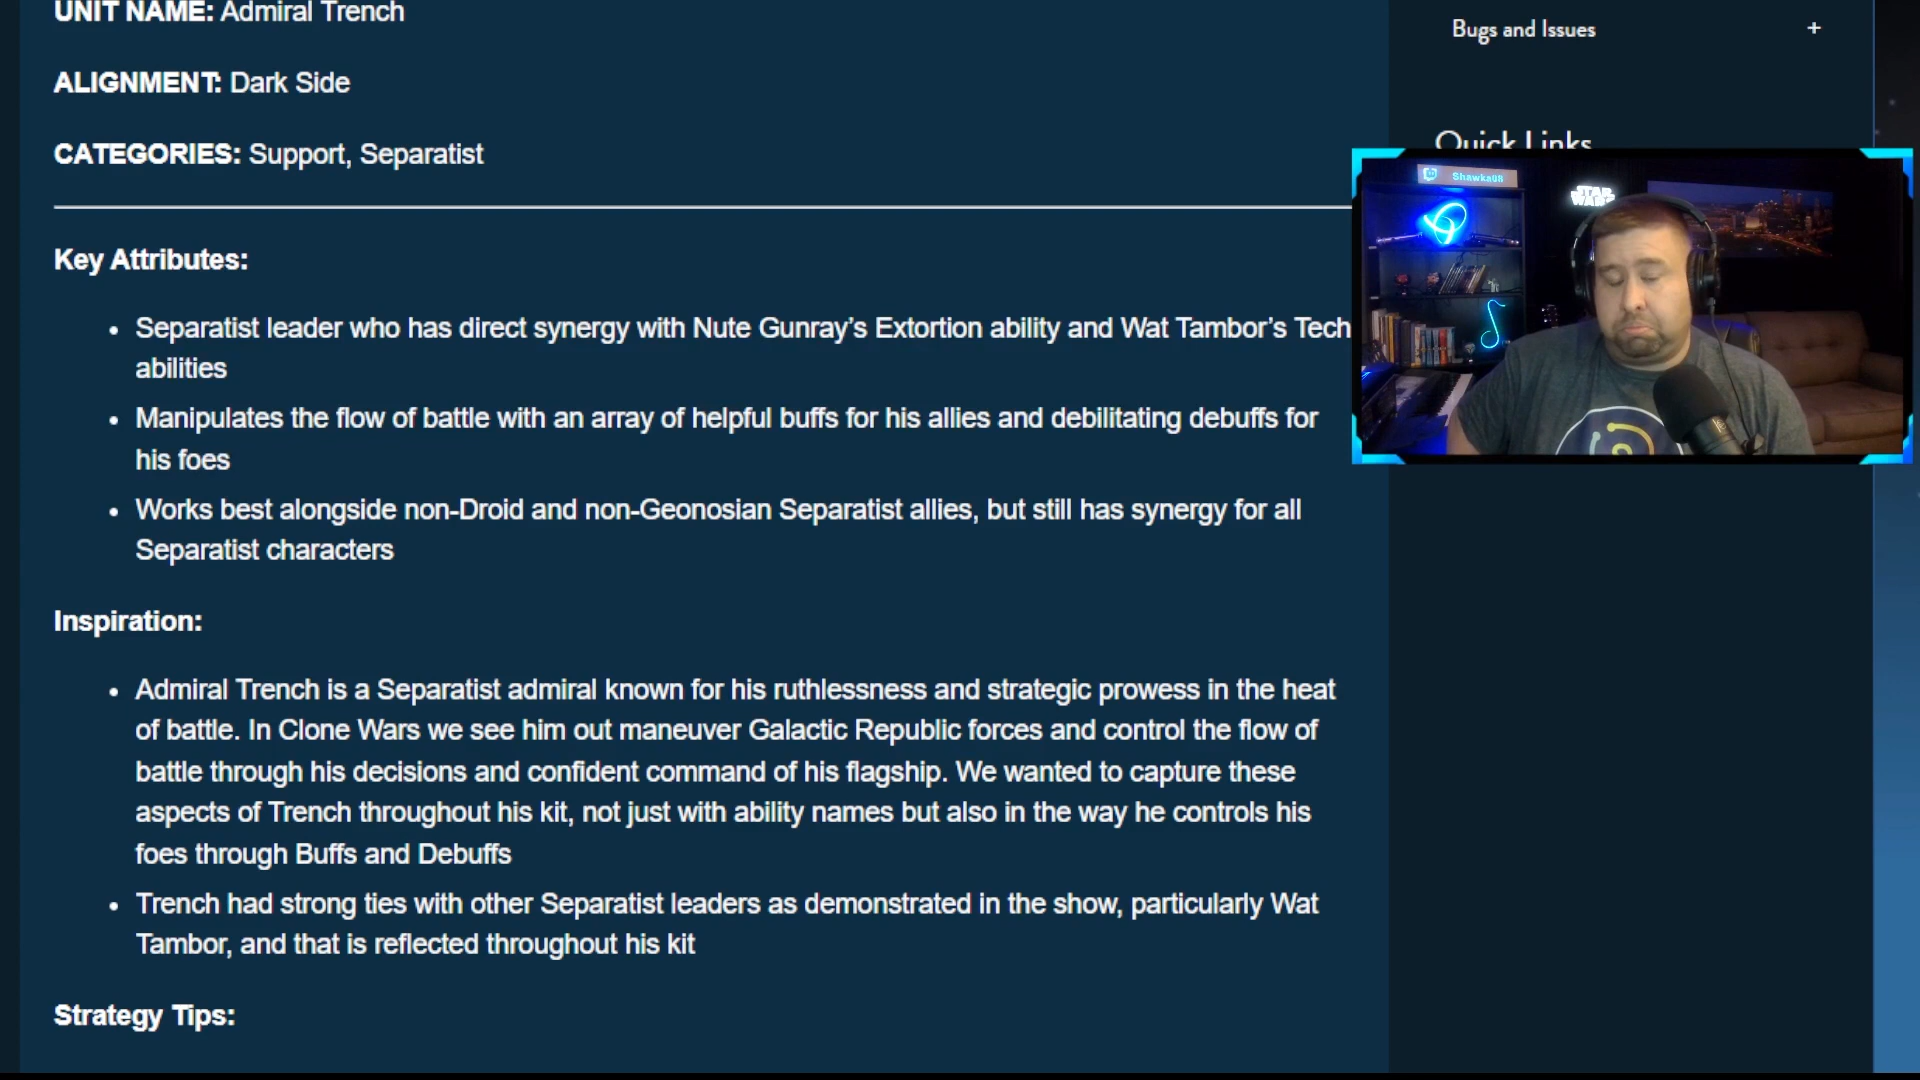 UNIT NAME: Admiral Trench
Bugs and Issues +
ALIGNMENT: Dark Side
Quick Links
CATEGORIES: Support, Separatist
Shawka08
STAR
WARS
Key Attributes:
• Separatist leader who has direct synergy with Nute Gunray’s Extortion ability and Wat Tambor’s Tech
abilities
• Manipulates the flow of battle with an array of helpful buffs for his allies and debilitating debuffs for
his foes
• Works best alongside non-Droid and non-Geonosian Separatist allies, but still has synergy for all
Separatist characters
Inspiration:
• Admiral Trench is a Separatist admiral known for his ruthlessness and strategic prowess in the heat
of battle. In Clone Wars we see him out maneuver Galactic Republic forces and control the flow of
battle through his decisions and confident command of his flagship. We wanted to capture these
aspects of Trench throughout his kit, not just with ability names but also in the way he controls his
foes through Buffs and Debuffs
• Trench had strong ties with other Separatist leaders as demonstrated in the show, particularly Wat
Tambor, and that is reflected throughout his kit
Strategy Tips: